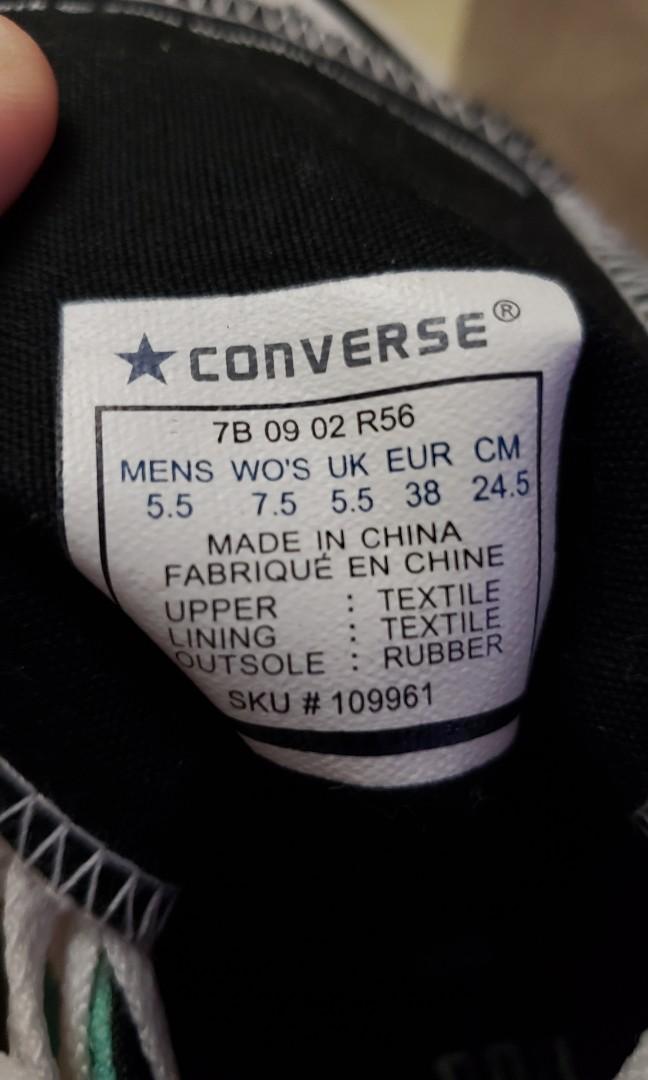 CONVERSE®
7B 09 02 R56
MENS WO'S UK EUR CM
5.5 7.5 5.5 38 24.5
MADE IN CHINA
FABRIQUÉ EN CHINE
UPPER : TEXTILE
LINING : TEXTILE
OUTSOLE : RUBBER
SKU # 109961